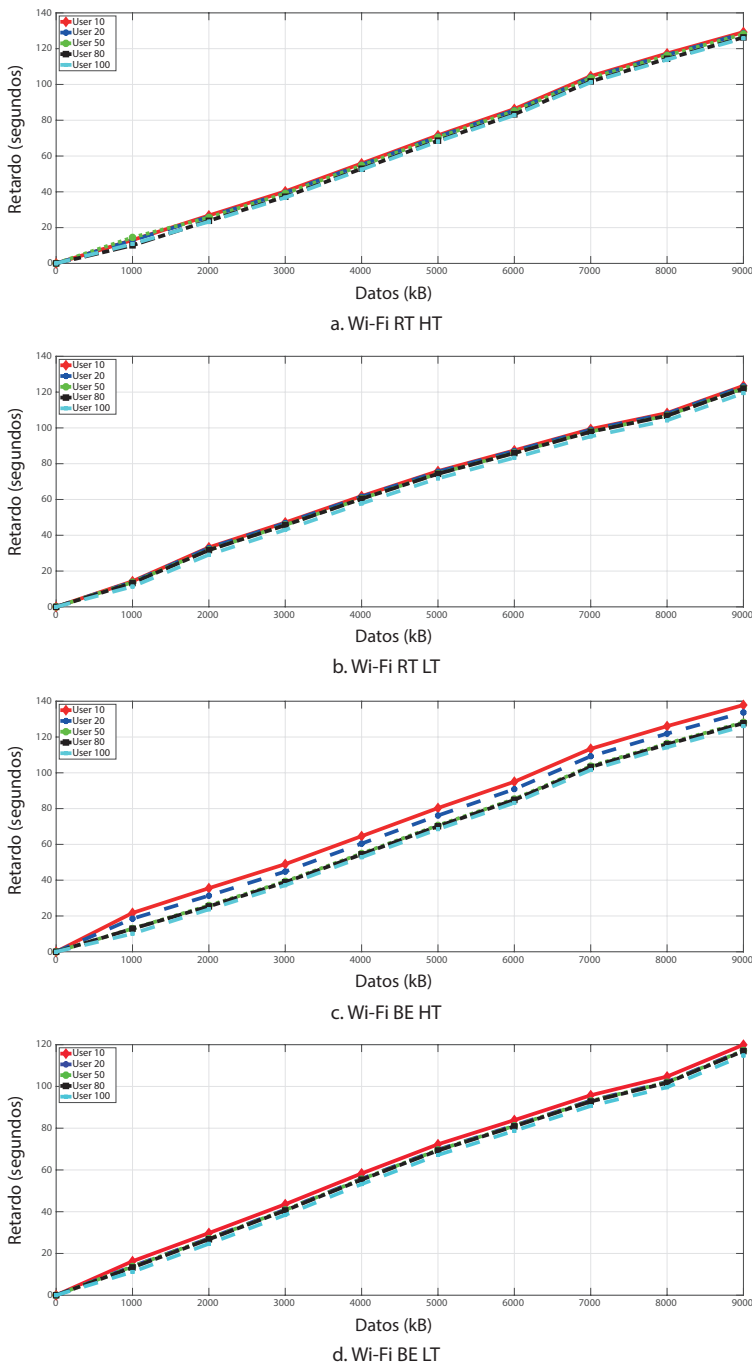 140
120
100
80
60
40
20
0
User 10
User 20
User 50
User 80
User 100
Retardo (segundos)
0 1000 2000 3000 4000 5000 6000 7000 8000 9000
Datos (kB)
a. Wi-Fi RT HT
140
120
100
80
60
40
20
0
User 10
User 20
User 50
User 80
User 100
Retardo (segundos)
0 1000 2000 3000 4000 5000 6000 7000 8000 9000
Datos (kB)
b. Wi-Fi RT LT
140
120
100
80
60
40
20
0
User 10
User 20
User 50
User 80
User 100
Retardo (segundos)
0 1000 2000 3000 4000 5000 6000 7000 8000 9000
Datos (kB)
c. Wi-Fi BE HT
120
100
80
60
40
20
0
User 10
User 20
User 50
User 80
User 100
Retardo (segundos)
0 1000 2000 3000 4000 5000 6000 7000 8000 9000
Datos (kB)
d. Wi-Fi BE LT